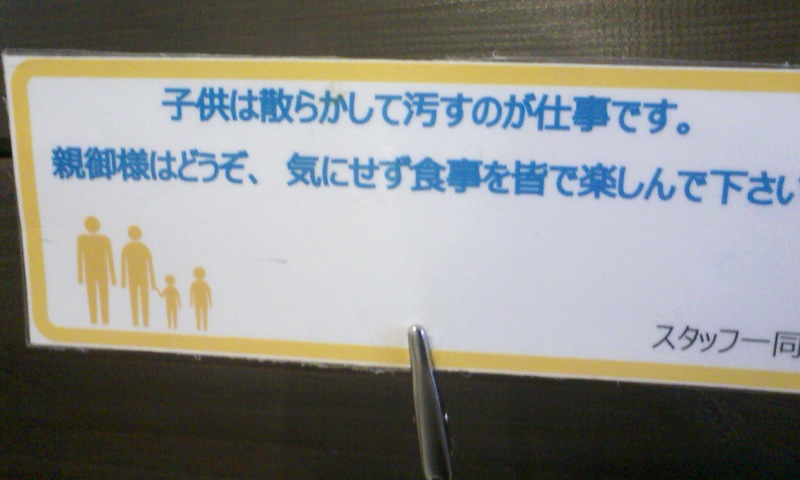 子供は散らかして汚すのが仕事です。
親御様はどうぞ、気にせず食事を皆で楽しんで下さい
スタッフ一同